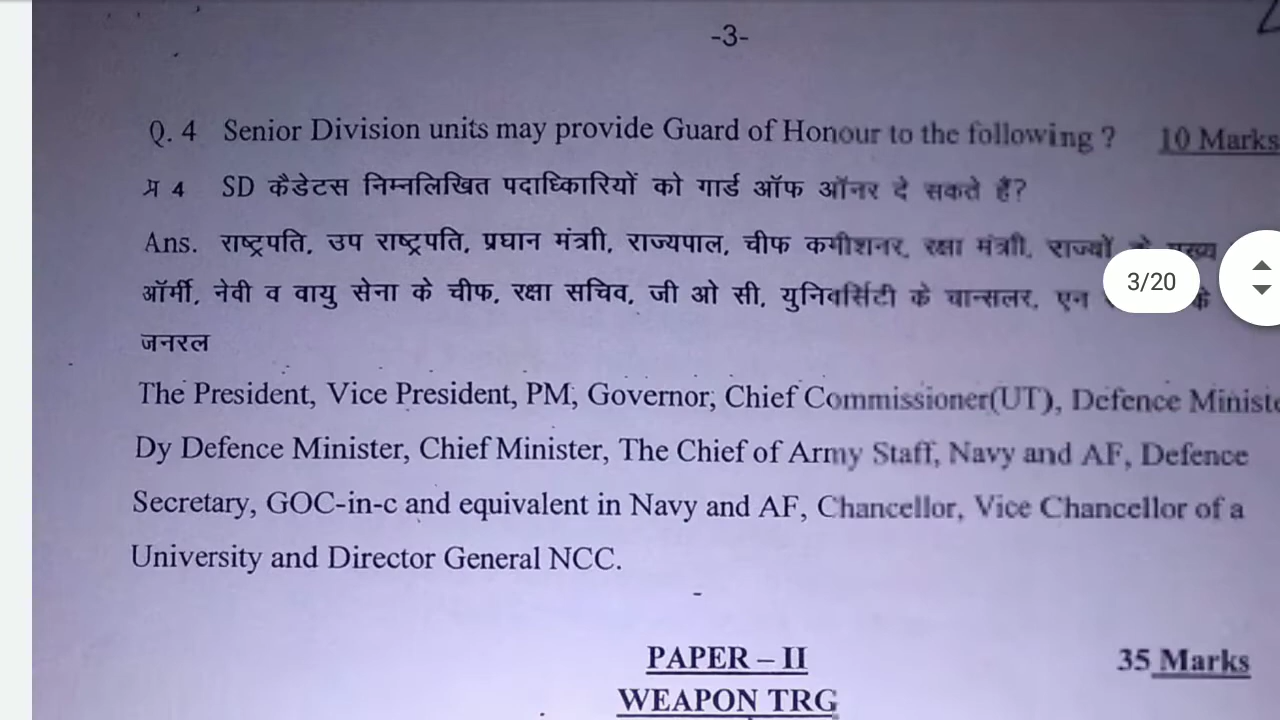 -3-
Q. 4 Senior Division units may provide Guard of Honour to the following ? 10 Marks
प्र 4 SD कैडेटस निम्नलिखित पदाध्किारियों को गार्ड ऑफ ऑनर दे सकते हैं?
Ans. राष्ट्रपति, उप राष्ट्रपति, प्रघान मंत्राी, राज्यपाल, चीफ कमीशनर, रक्षा मंत्राी, राज्यों
ऑर्मी, नेवी व वायु सेना के चीफ, रक्षा सचिव, जी ओ सी, युनिवर्सिटी के चान्सलर, एन
3/20
जनरल
The President, Vice President, PM, Governor, Chief Commissioner(UT), Defence
Dy Defence Minister, Chief Minister, The Chief of Army Staff, Navy and AF, Defence
Secretary, GOC-in-c and equivalent in Navy and AF, Chancellor, Vice Chancellor of a
University and Director General NCC.
PAPER – II 35 Marks
WEAPON TRG